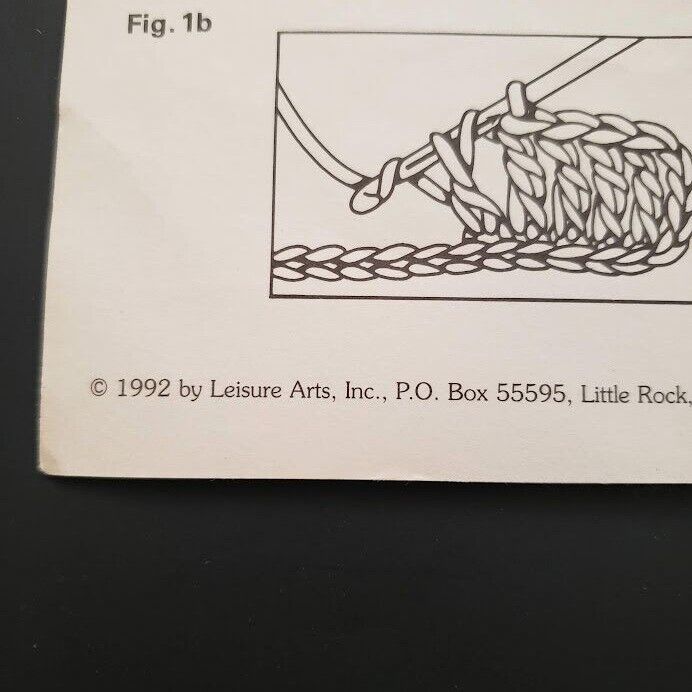 Fig. 1b
© 1992 by Leisure Arts, Inc., P.O. Box 55595, Little Rock,